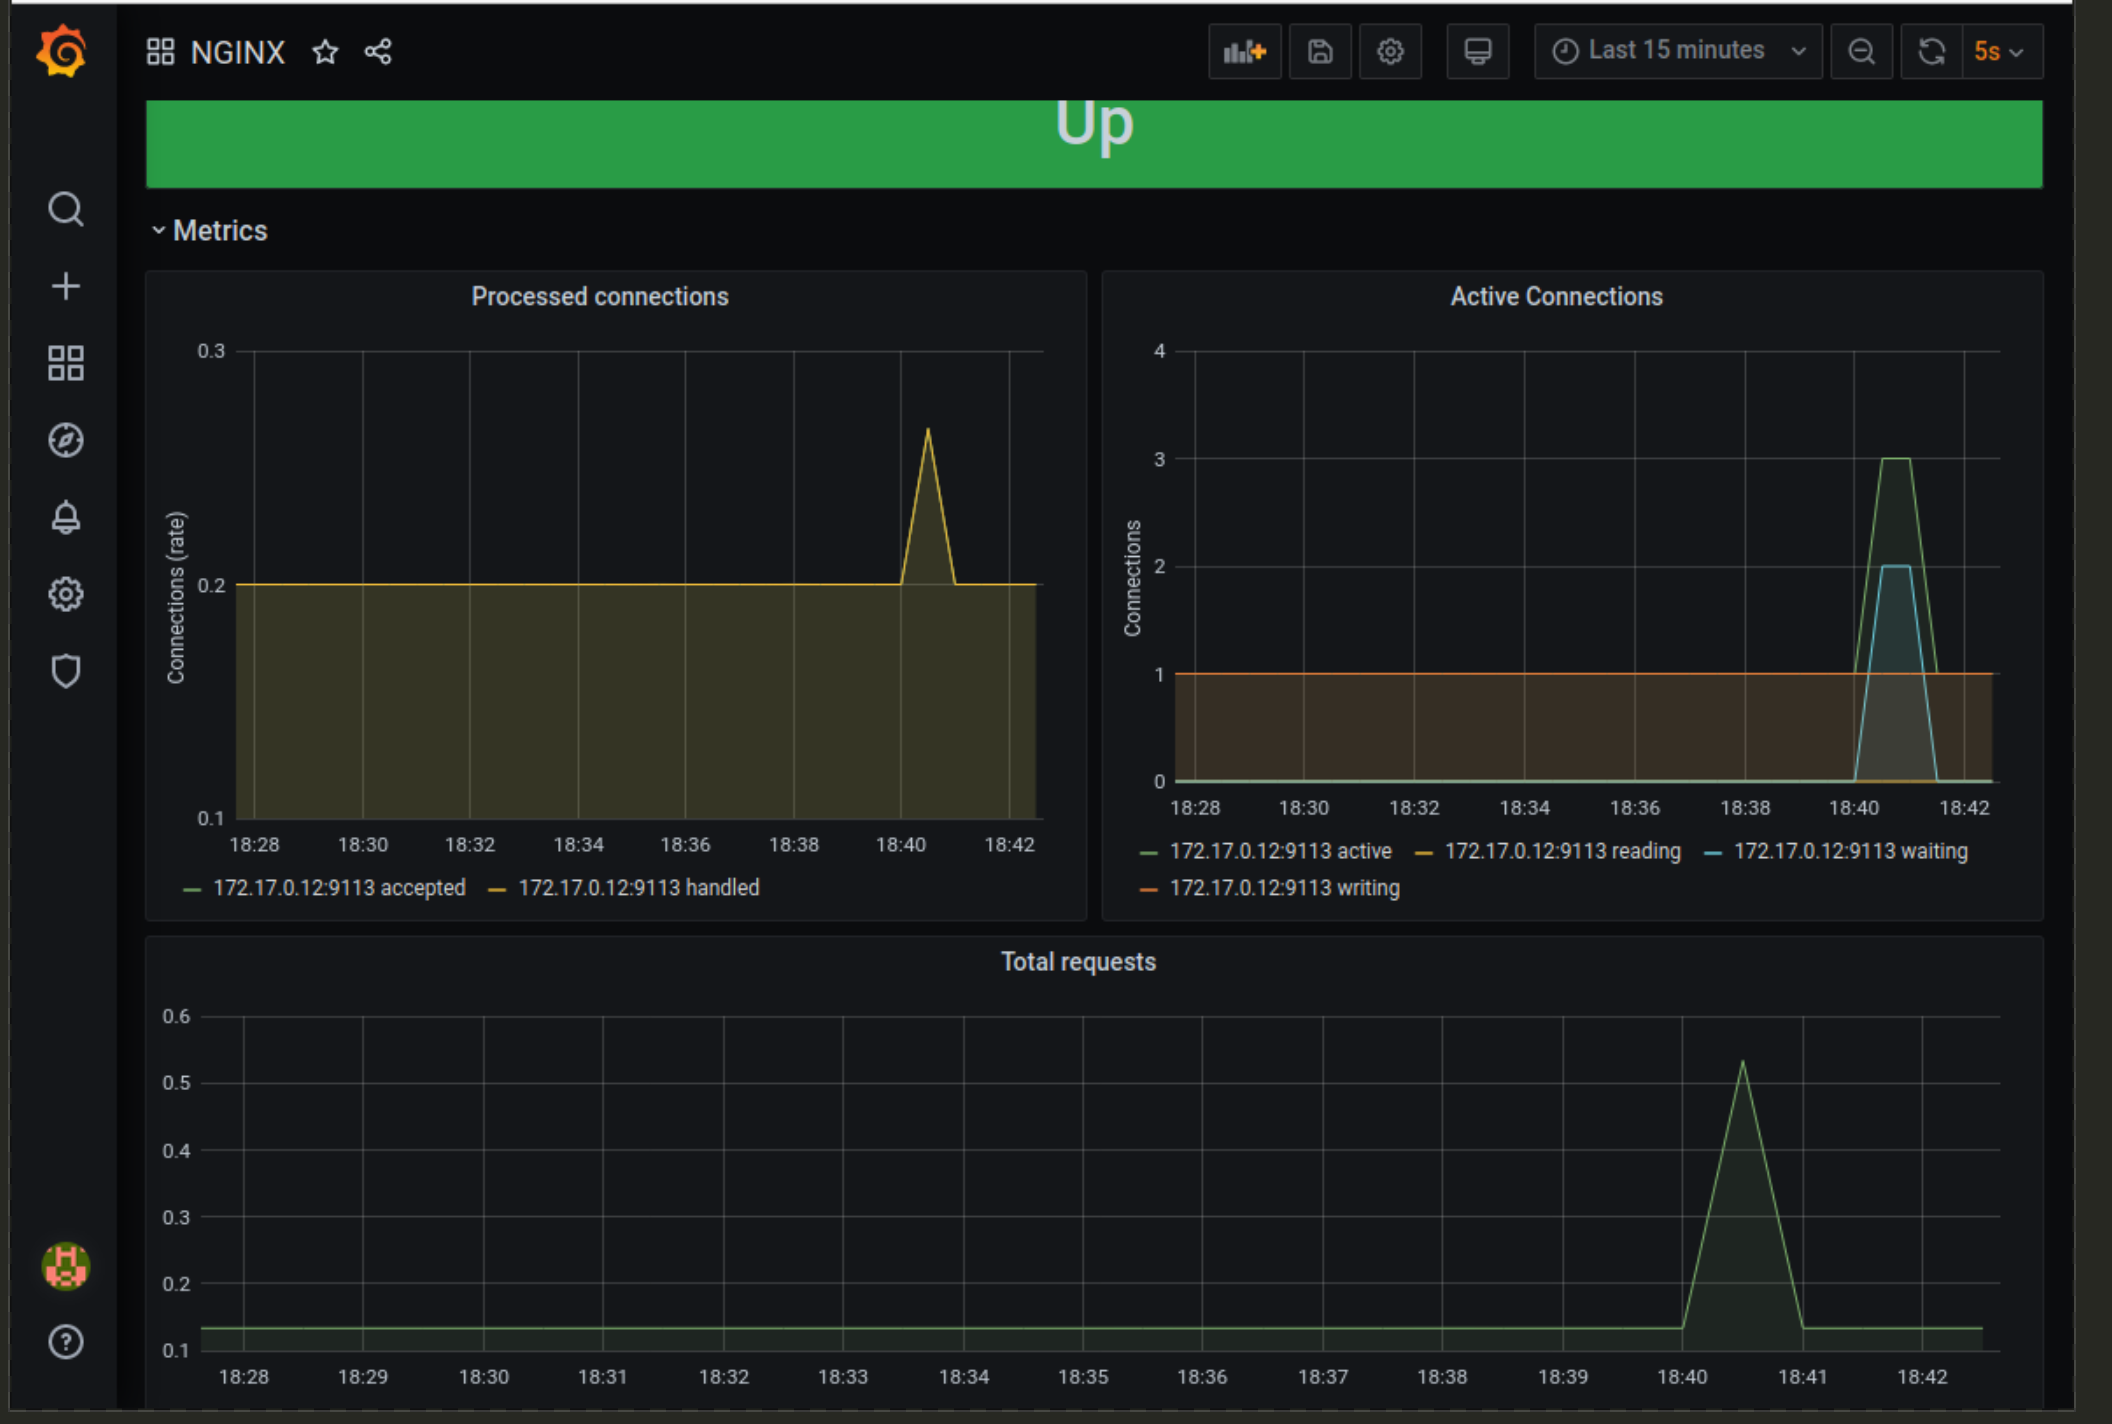 NGINX
Last 15 minutes
5s
Up
Metrics
Processed connections
Connections (rate)
0.3
0.2
0.1
18:28 18:30 18:32 18:34 18:36 18:38 18:40 18:42
172.17.0.12:9113 accepted 172.17.0.12:9113 handled
Active Connections
Connections
4
3
2
1
0
18:28 18:30 18:32 18:34 18:36 18:38 18:40 18:42
172.17.0.12:9113 active 172.17.0.12:9113 reading 172.17.0.12:9113 waiting
172.17.0.12:9113 writing
Total requests
0.6
0.5
0.4
0.3
0.2
0.1
18:28 18:29 18:30 18:31 18:32 18:33 18:34 18:35 18:36 18:37 18:38 18:39 18:40 18:41 18:42